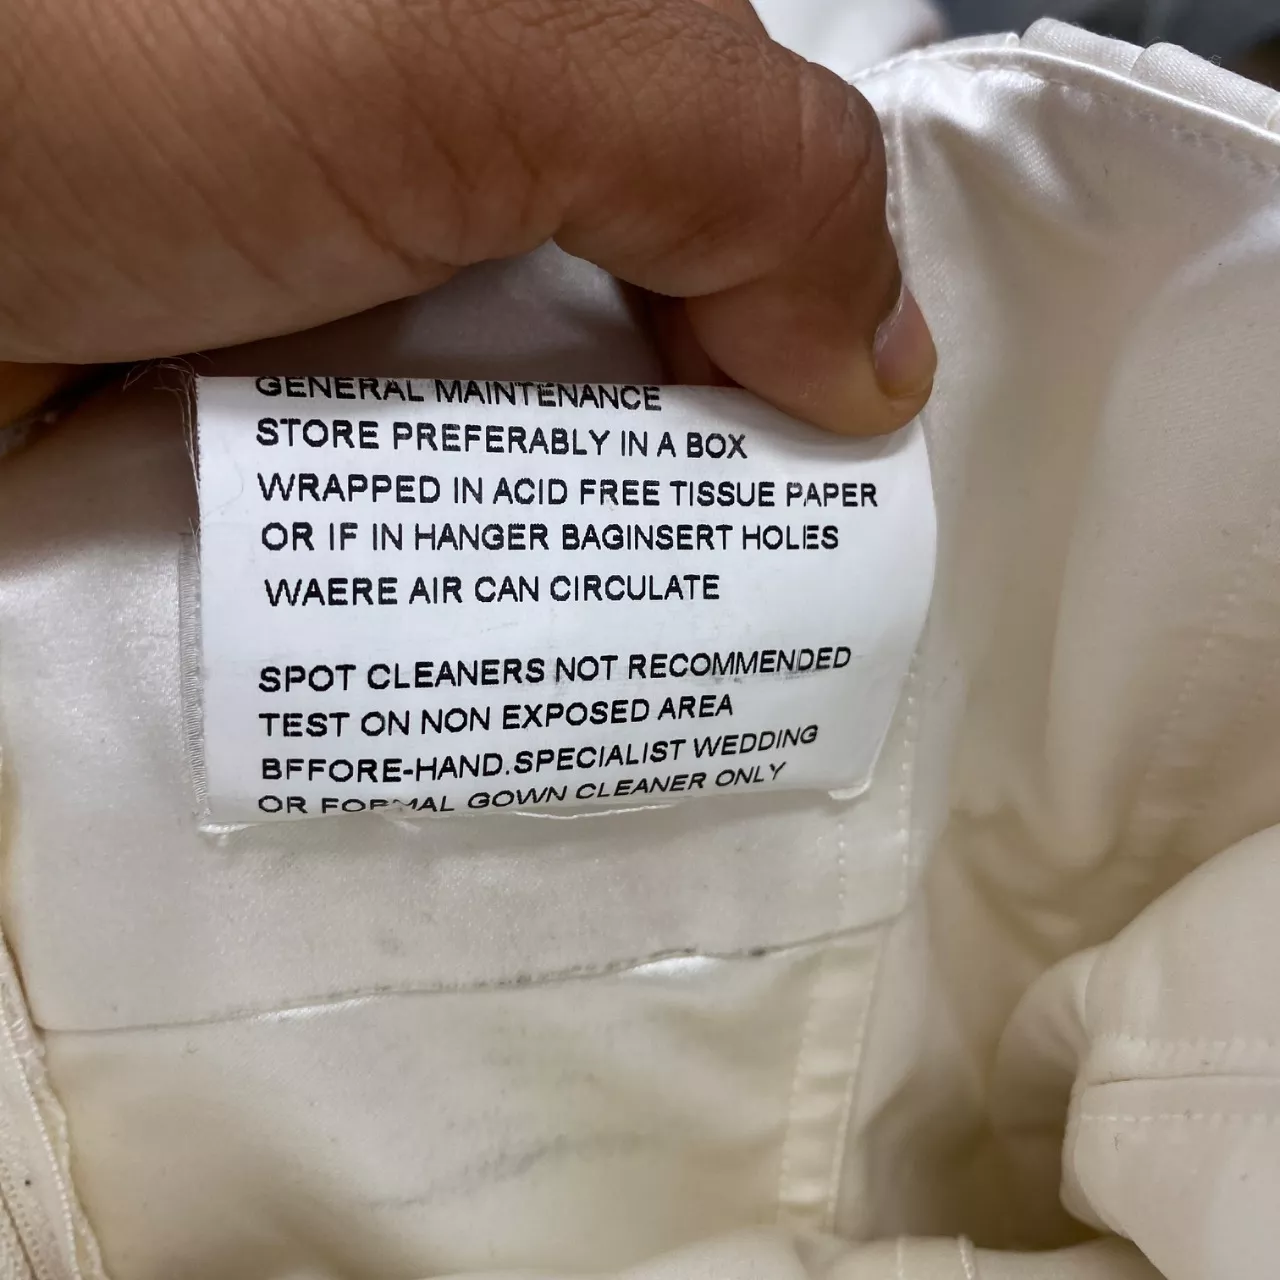 GENERAL MAINTENANCE
STORE PREFERABLY IN A BOX
WRAPPED IN ACID FREE TISSUE PAPER
OR IF IN HANGER BAGINSERT HOLES
WAERE AIR CAN CIRCULATE
SPOT CLEANERS NOT RECOMMENDED
TEST ON NON EXPOSED AREA
BFFORE-HAND.SPECIALIST WEDDING
OR FORMAL GOWN CLEANER ONLY